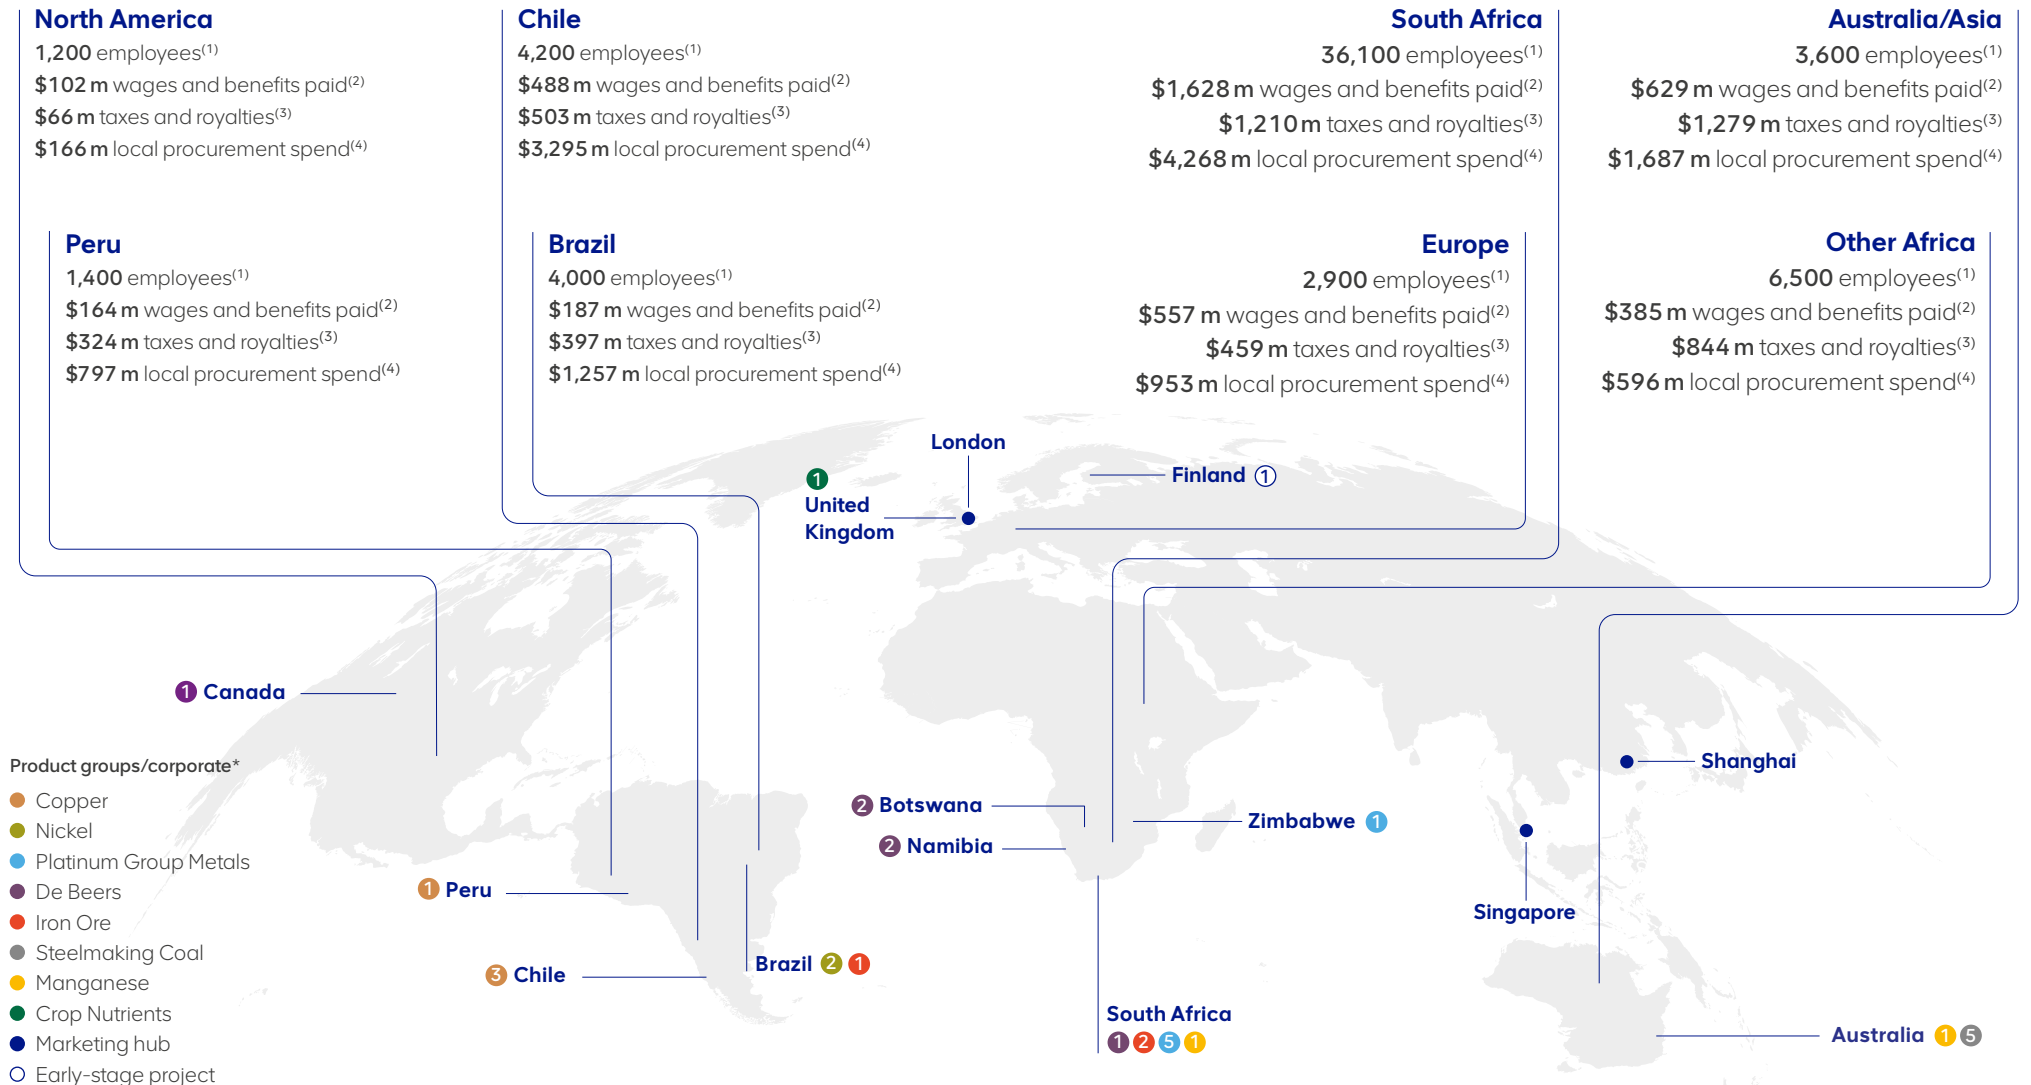 North America
1,200 employees(1)
$102 m wages and benefits paid(2)
$66 m taxes and royalties(3)
$166 m local procurement spend(4)
Chile
4,200 employees(1)
$488 m wages and benefits paid(2)
$503 m taxes and royalties(3)
$3,295 m local procurement spend(4)
South Africa
36,100 employees(1)
$1,628 m wages and benefits paid(2)
$1,210 m taxes and royalties(3)
$4,268 m local procurement spend(4)
Australia/Asia
3,600 employees(1)
$629 m wages and benefits paid(2)
$1,279 m taxes and royalties(3)
$1,687 m local procurement spend(4)
Peru
1,400 employees(1)
$164 m wages and benefits paid(2)
$324 m taxes and royalties(3)
$797 m local procurement spend(4)
Brazil
4,000 employees(1)
$187 m wages and benefits paid(2)
$397 m taxes and royalties(3)
$1,257 m local procurement spend(4)
Europe
2,900 employees(1)
$557 m wages and benefits paid(2)
$459 m taxes and royalties(3)
$953 m local procurement spend(4)
Other Africa
6,500 employees(1)
$385 m wages and benefits paid(2)
$844 m taxes and royalties(3)
$596 m local procurement spend(4)
London
Finland 1
1
United
Kingdom
1 Canada
Shanghai
2 Botswana
Zimbabwe 1
2 Namibia
1 Peru
Singapore
Brazil 2 1
3 Chile
South Africa
1 2 5 1
Australia 1 5
Product groups/corporate*
Copper
Nickel
Platinum Group Metals
De Beers
Iron Ore
Steelmaking Coal
Manganese
Crop Nutrients
Marketing hub
Early-stage project